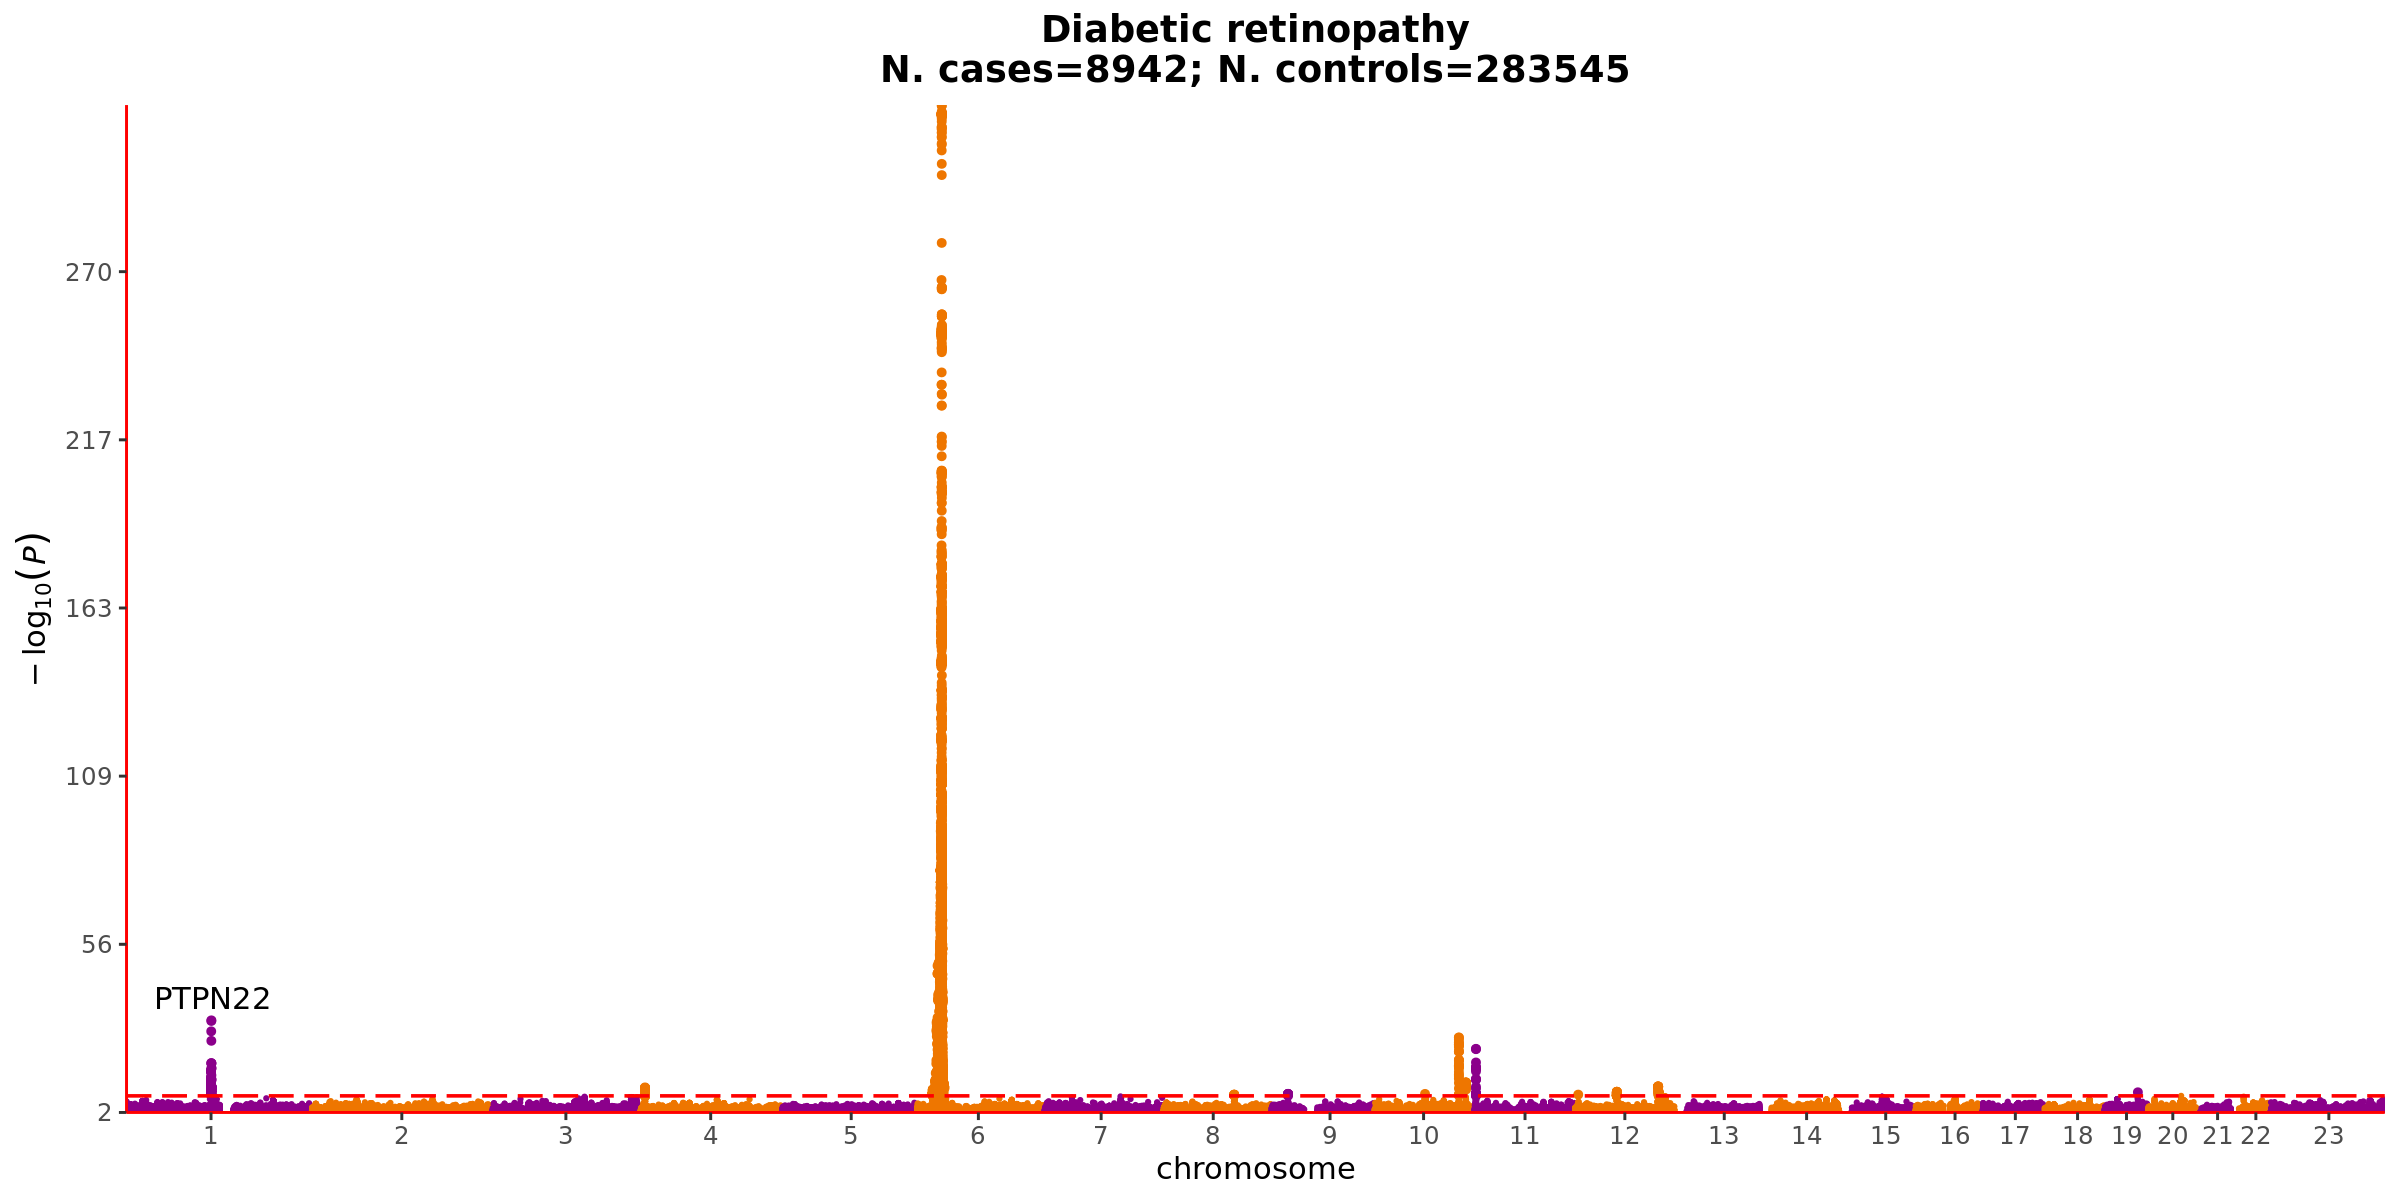 Diabetic retinopathy
N. cases=8942; N. controls=283545
270
217
163
109
56
2
−log10(P)
PTPN22
1 2 3 4 5 6 7 8 9 10 11 12 13 14 15 16 17 18 19 20 21 22 23
chromosome